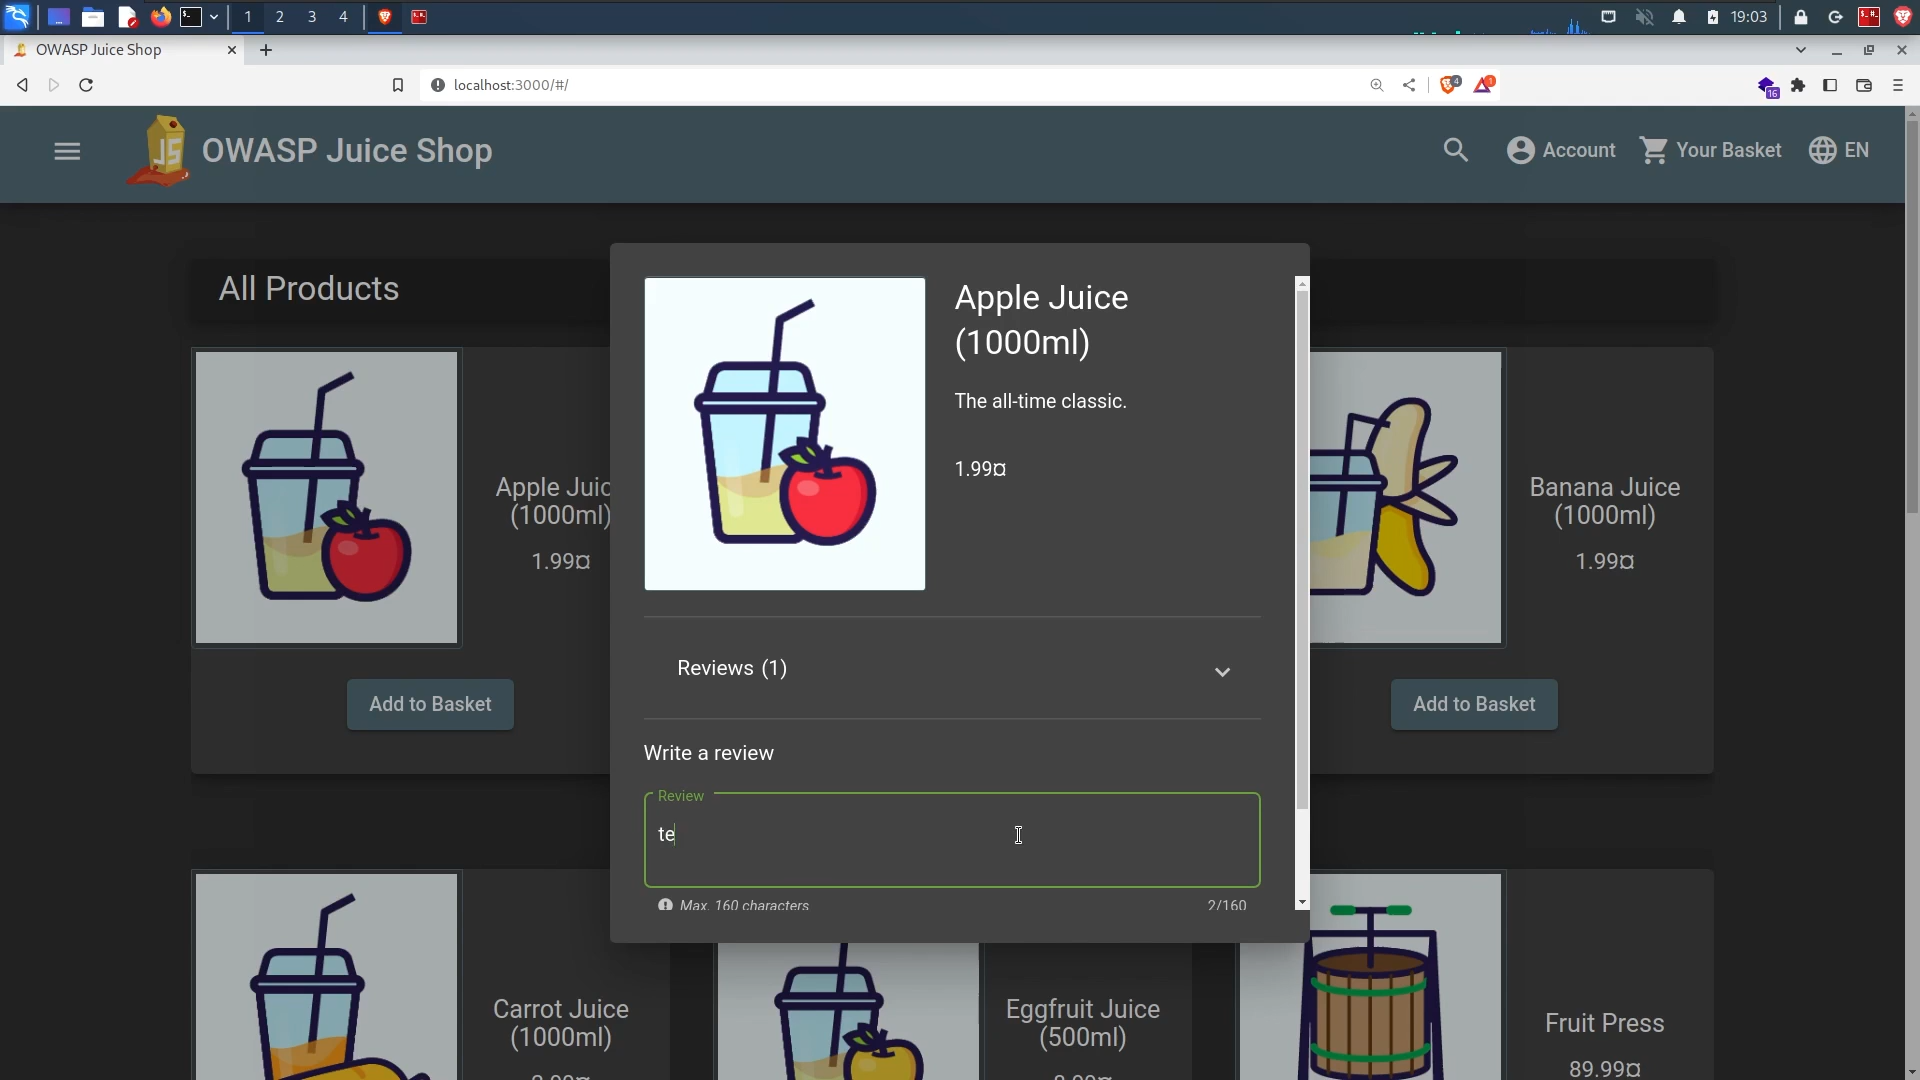 1
2
3
4
19:03
OWASP Juice Shop
localhost:3000/#/
4
1
16
OWASP Juice Shop
Account
Your Basket
EN
All Products
Apple Juic
(1000ml)
1.99¤
Add to Basket
Apple Juice
(1000ml)
The all-time classic.
1.99¤
Reviews (1)
Write a review
Review
te
Max. 160 characters
2/160
Banana Juice
(1000ml)
1.99¤
Add to Basket
Carrot Juice
(1000ml)
Eggfruit Juice
(500ml)
Fruit Press
89.99¤